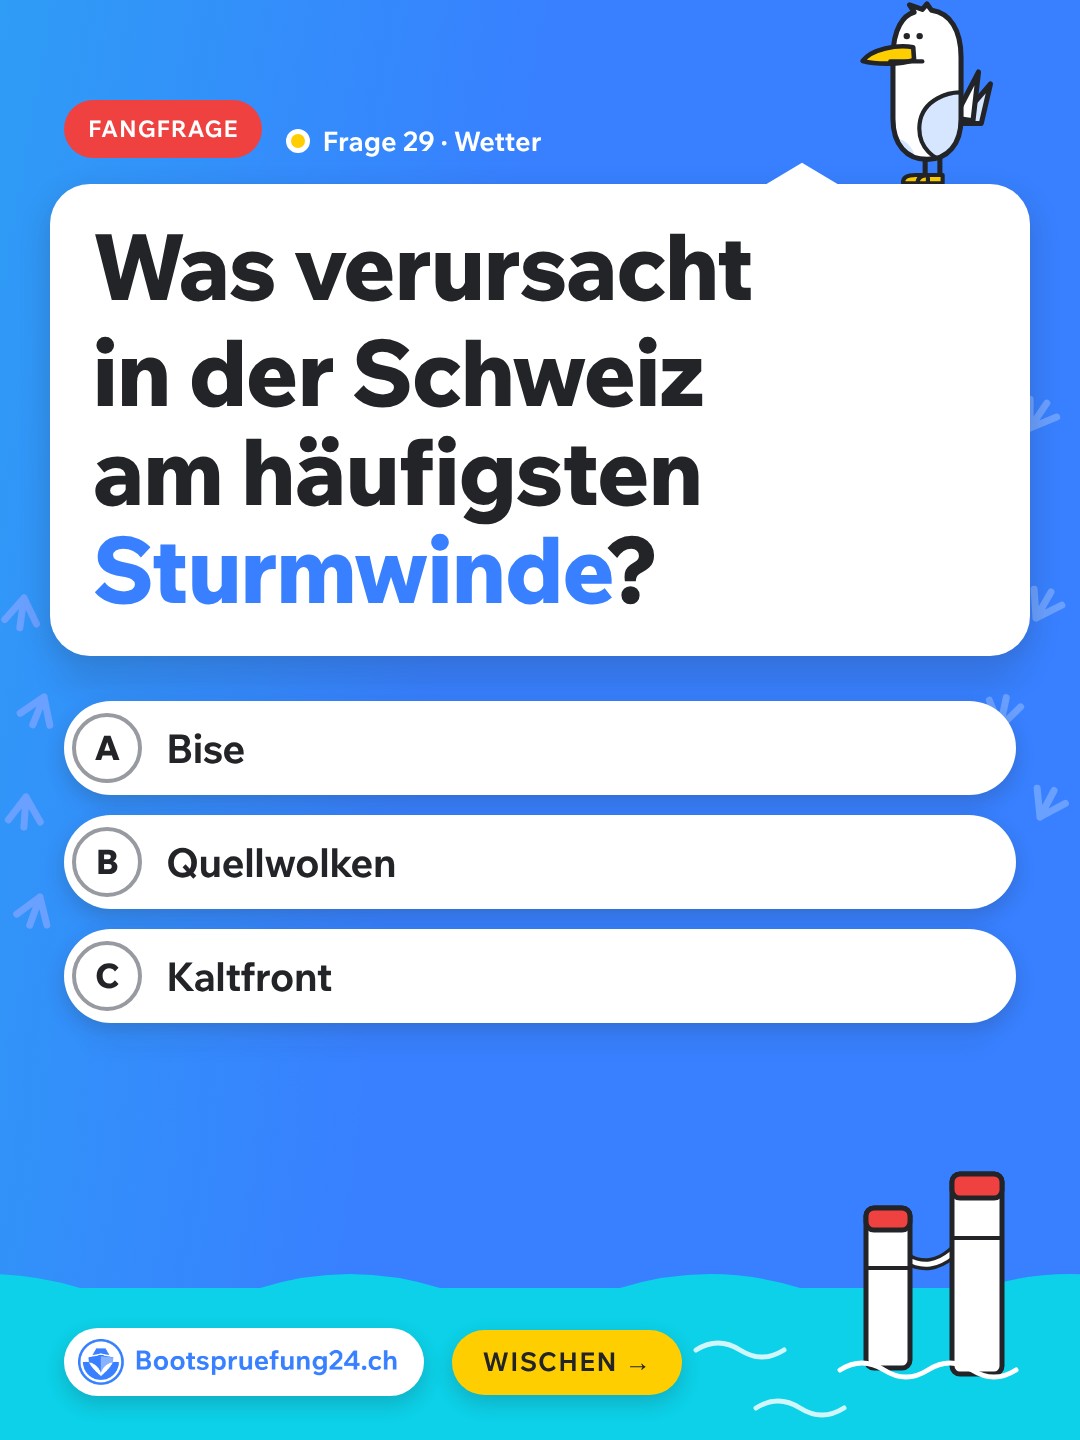 FANGFRAGE
Frage 29 · Wetter
Was verursacht
in der Schweiz
am häufigsten
Sturmwinde?
A Bise
B Quellwolken
C Kaltfront
Bootspruefung24.ch
WISCHEN →